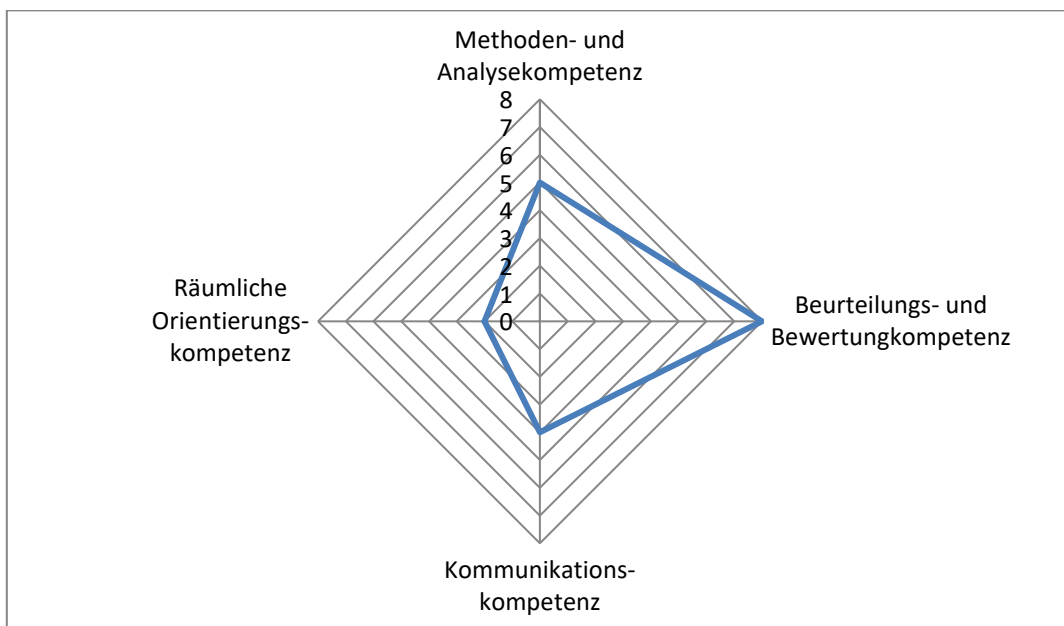 Methoden- und
Analysekompetenz
8
7
6
5
4
3
2
1
0
Räumliche
Orientierungs-
kompetenz
Beurteilungs- und
Bewertungkompetenz
Kommunikations-
kompetenz